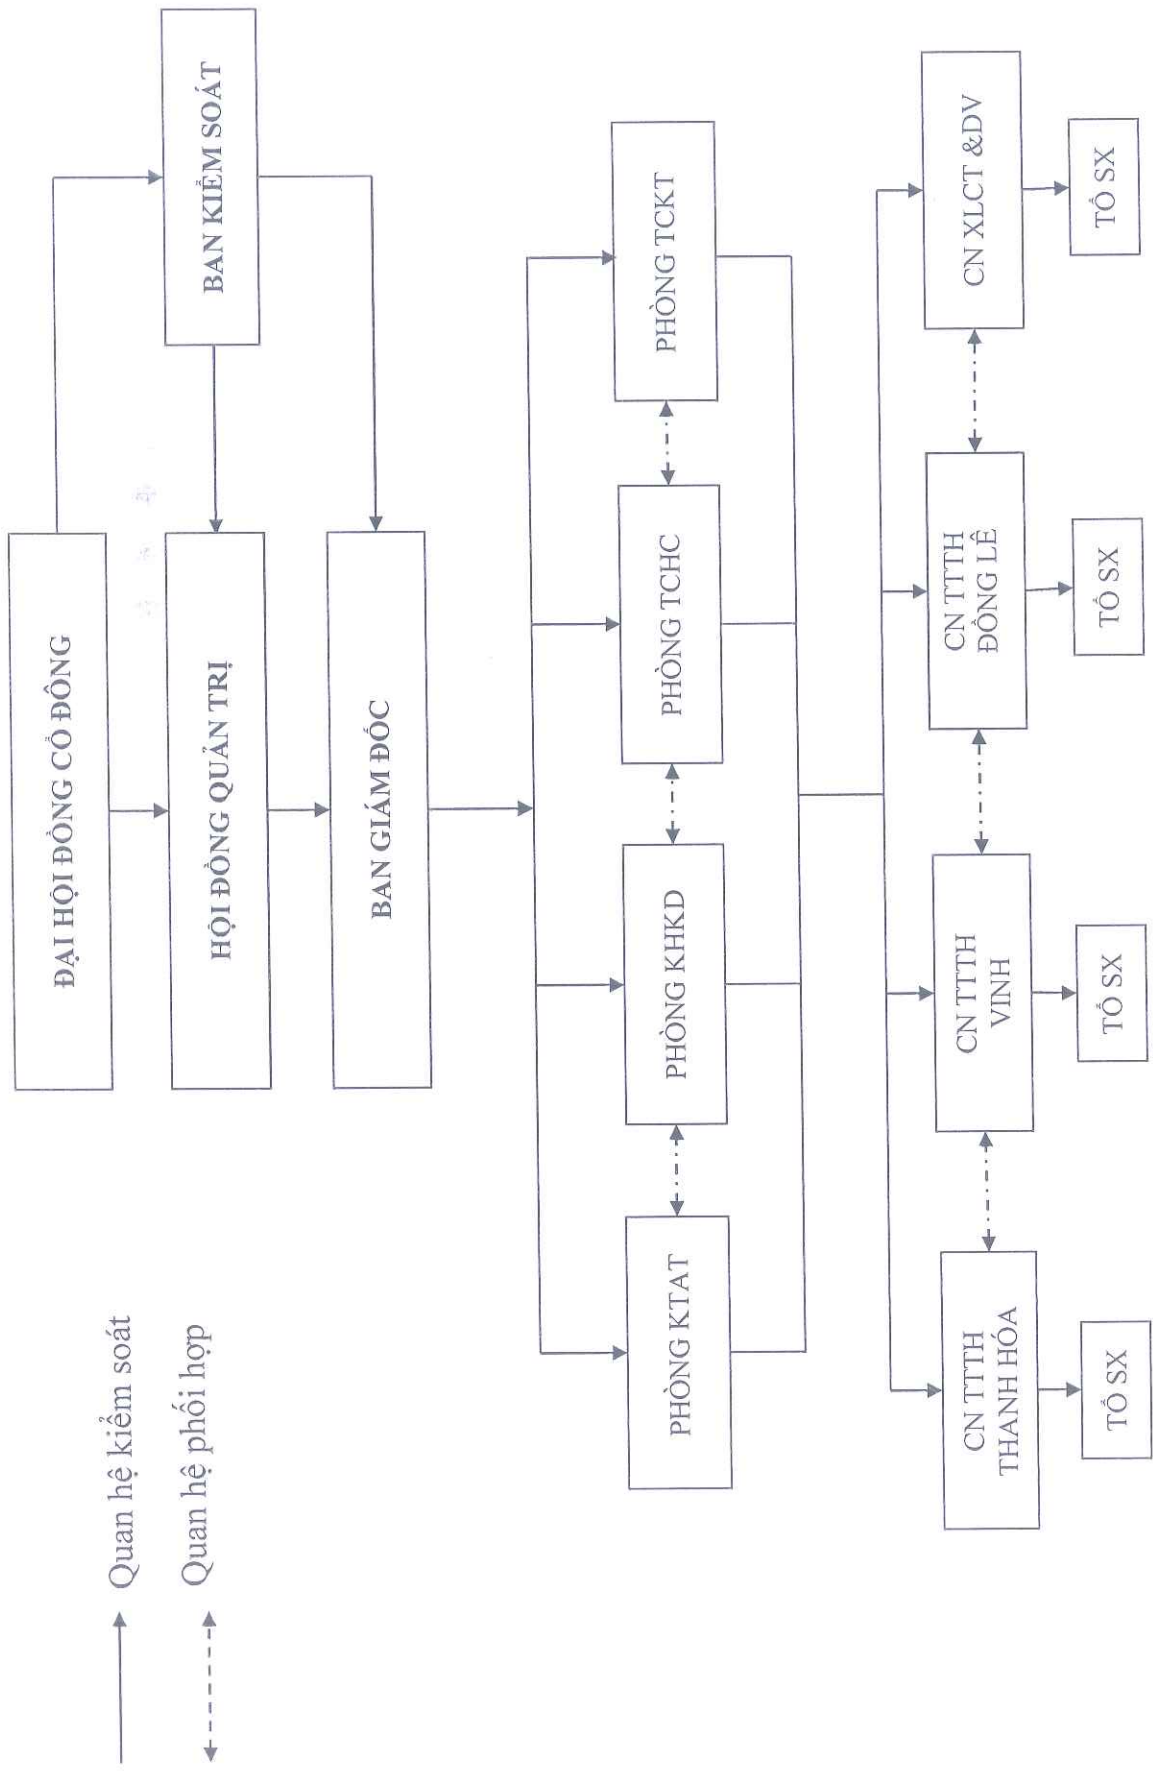 Quan hệ kiểm soát
Quan hệ phối hợp
ĐẠI HỘI ĐỒNG CỔ ĐÔNG
HỘI ĐỒNG QUẢN TRỊ
BAN KIỂM SOÁT
BAN GIÁM ĐỐC
PHÒNG KTAT
PHÒNG KHKD
PHÒNG TCHC
PHÒNG TCKT
CN TTTH
THANH HÓA
CN TTTH
VINH
CN TTTH
ĐỒNG LÊ
CN XLCT &DV
TỔ SX
TỔ SX
TỔ SX
TỔ SX